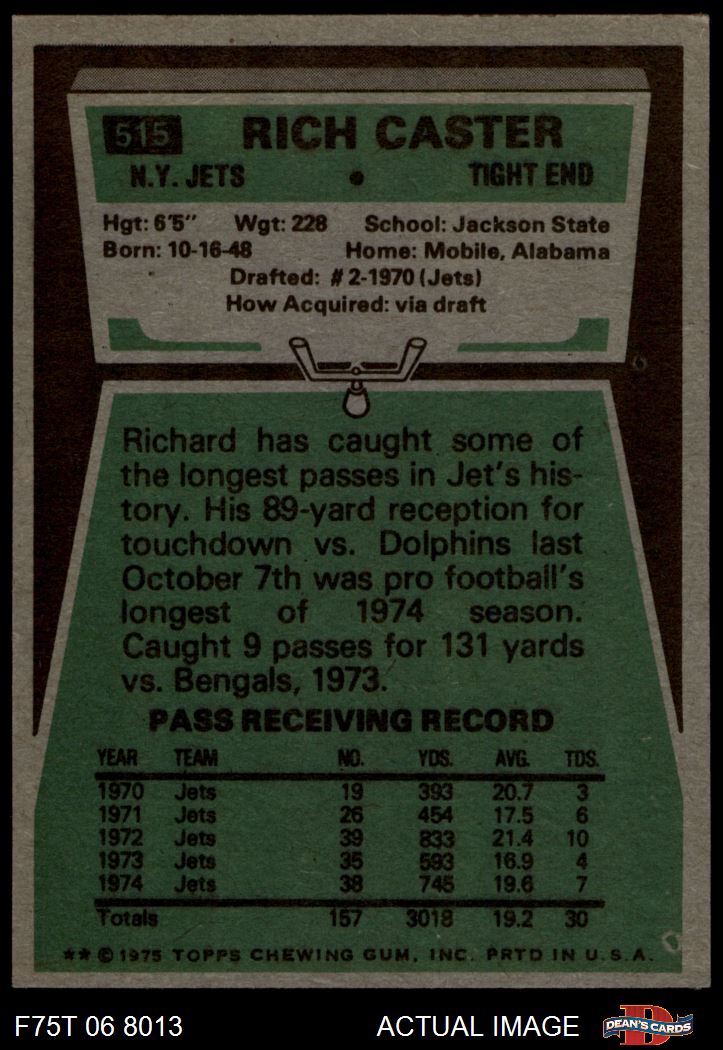 515 RICH CASTER
N.Y. JETS • TIGHT END
Hgt: 6'5" Wgt: 228 School: Jackson State
Born: 10-16-48 Home: Mobile, Alabama
Drafted: #2-1970 (Jets)
How Acquired: via draft
Richard has caught some of
the longest passes in Jet's his-
tory. His 89-yard reception for
touchdown vs. Dolphins last
October 7th was pro football's
longest of 1974 season.
Caught 9 passes for 131 yards
vs. Bengals, 1973.
PASS RECEIVING RECORD
YEAR TEAM NO. YDS. AVG. TDS.
1970 Jets 19 393 20.7 3
1971 Jets 26 454 17.5 6
1972 Jets 39 833 21.4 10
1973 Jets 35 593 16.9 4
1974 Jets 38 745 19.6 7
Totals 157 3018 19.2 30
** © 1975 TOPPS CHEWING GUM, INC. PRTD IN U.S.A.
F75T 06 8013 ACTUAL IMAGE D DEAN'S CARDS